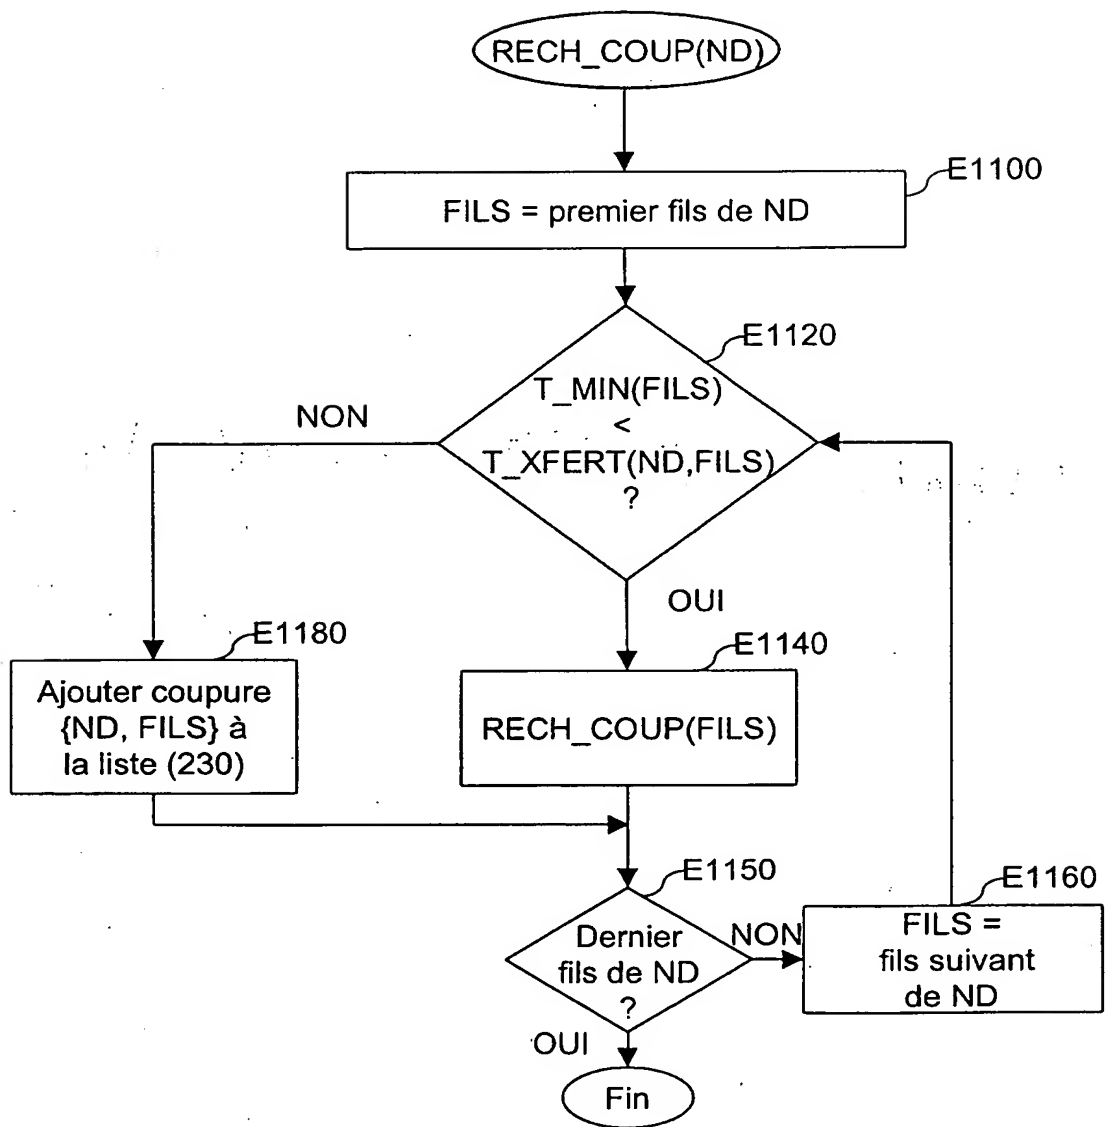 RECH_COUP(ND)
E1100
FILS = premier fils de ND
E1120
T_MIN(FILS)
<
T_XFERT(ND,FILS)
?
NON
OUI
E1180
Ajouter coupure
{ND, FILS} à
la liste (230)
E1140
RECH_COUP(FILS)
E1150
Dernier
fils de ND
?
NON
E1160
FILS =
fils suivant
de ND
OUI
Fin